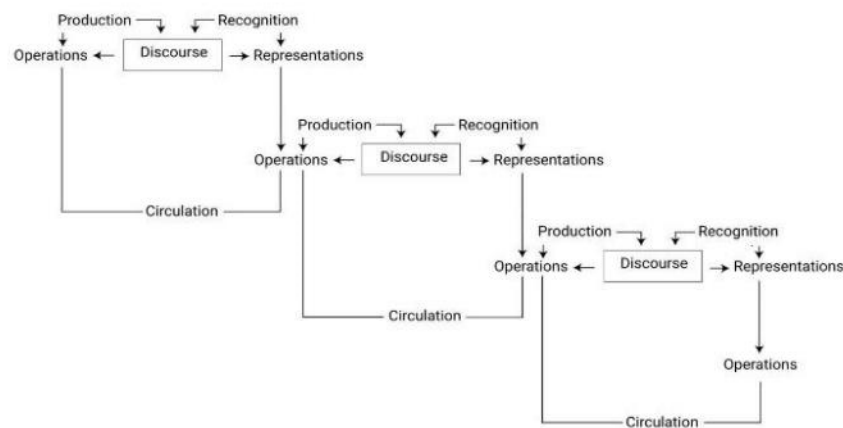 Production Recognition
Operations Discourse Representations
Production Recognition
Operations Discourse Representations
Circulation
Production Recognition
Operations Discourse Representations
Circulation
Operations
Circulation